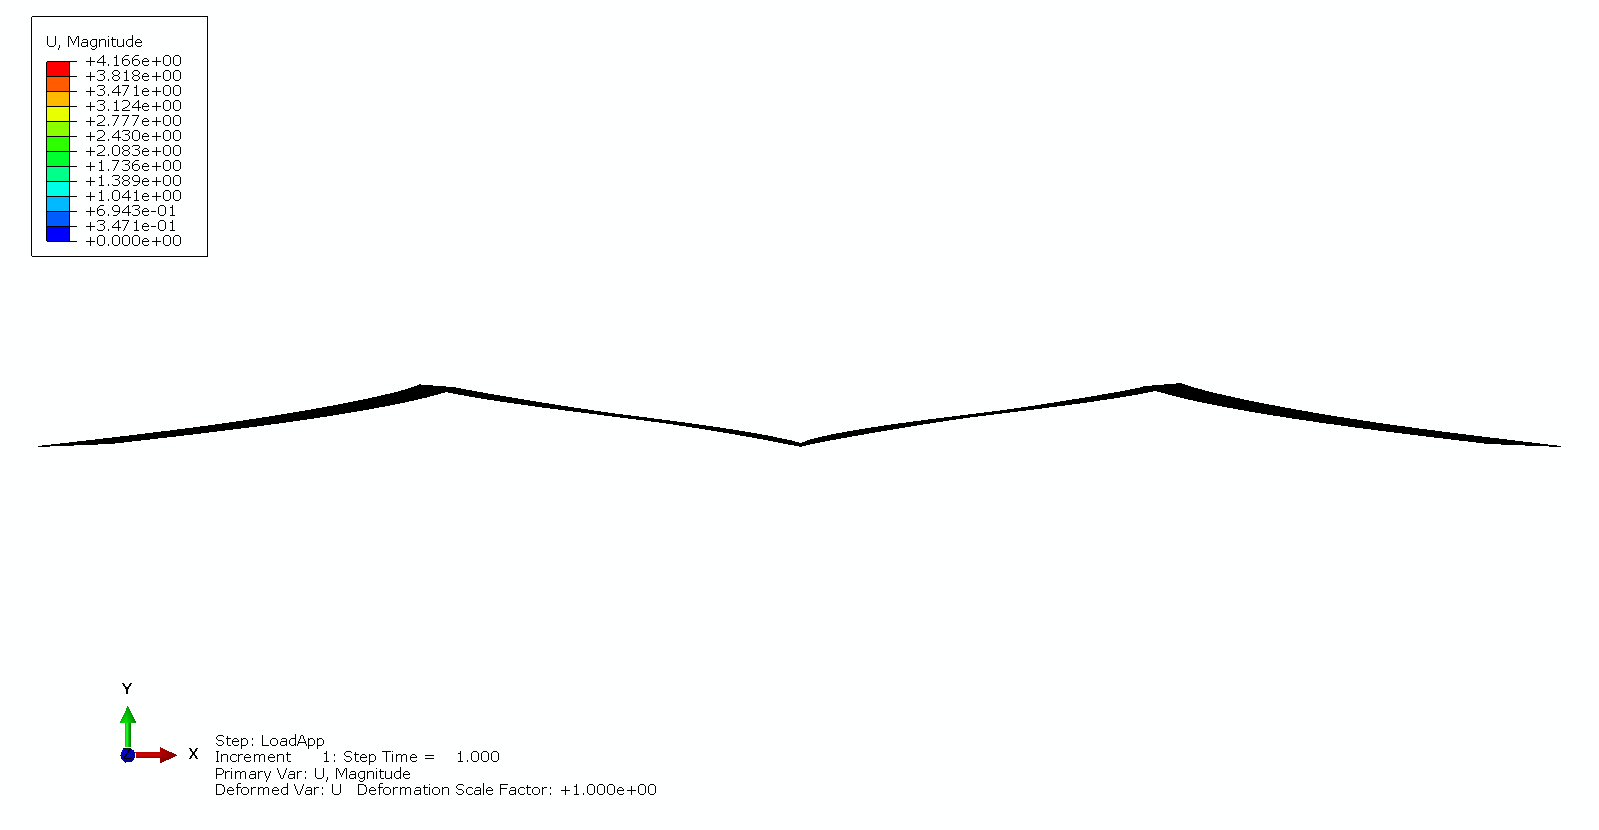 U, Magnitude
+4.166e+00
+3.818e+00
+3.471e+00
+3.124e+00
+2.777e+00
+2.430e+00
+2.083e+00
+1.736e+00
+1.389e+00
+1.041e+00
+6.943e-01
+3.471e-01
+0.000e+00
Y
X
Step: LoadApp
Increment 1: Step Time = 1.000
Primary Var: U, Magnitude
Deformed Var: U Deformation Scale Factor: +1.000e+00